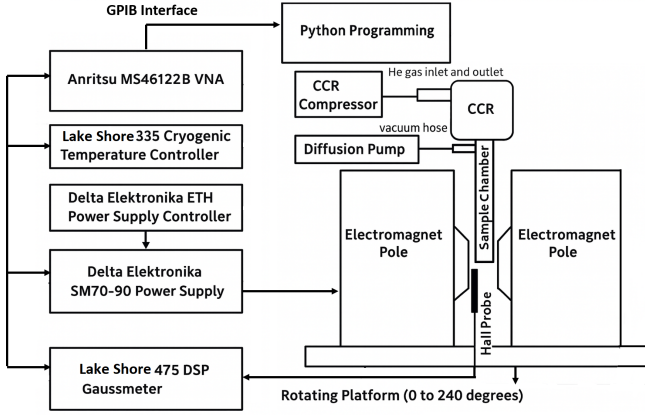 GPIB Interface
Python Programming
Anritsu MS46122B VNA
He gas inlet and outlet
CCR
Compressor
CCR
Lake Shore 335 Cryogenic
Temperature Controller
vacuum hose
Diffusion Pump
Sample Chamber
Delta Elektronika ETH
Power Supply Controller
Electromagnet
Pole
Electromagnet
Pole
Delta Elektronika
SM70-90 Power Supply
Hall Probe
Lake Shore 475 DSP
Gaussmeter
Rotating Platform (0 to 240 degrees)